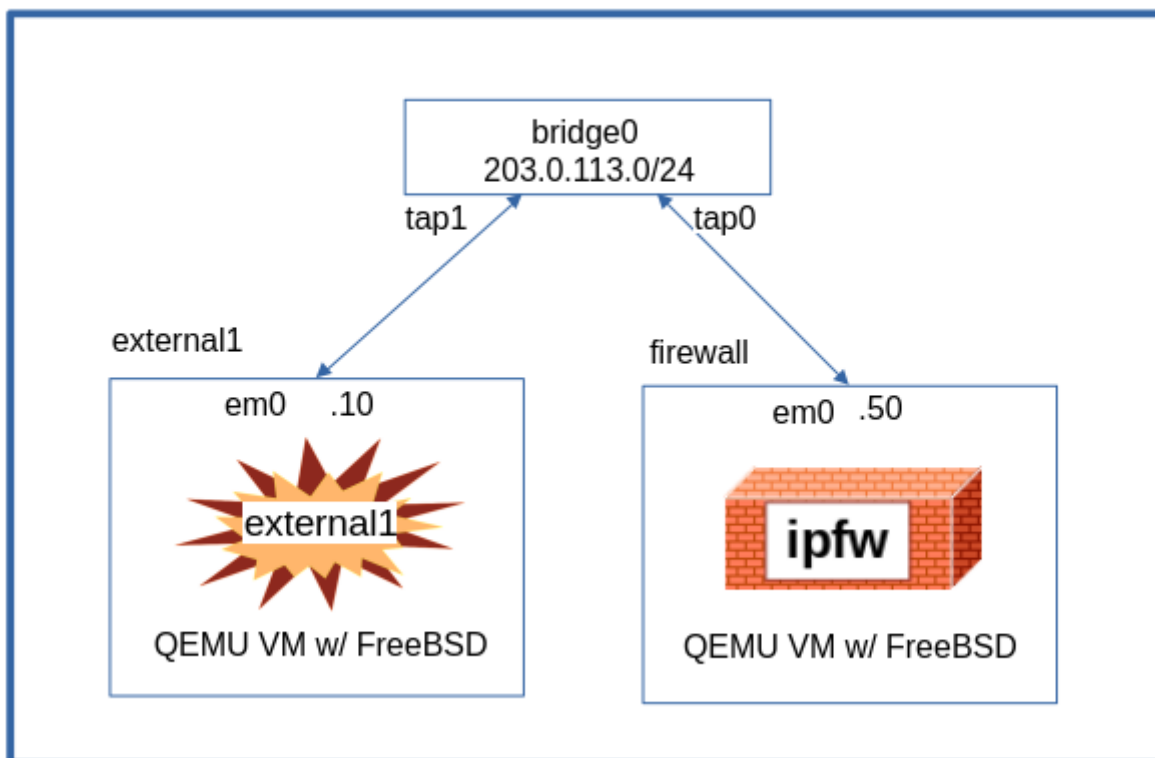 bridge0
203.0.113.0/24
tap1
tap0
external1
firewall
em0 .10
em0 .50
external1
ipfw
QEMU VM w/ FreeBSD
QEMU VM w/ FreeBSD